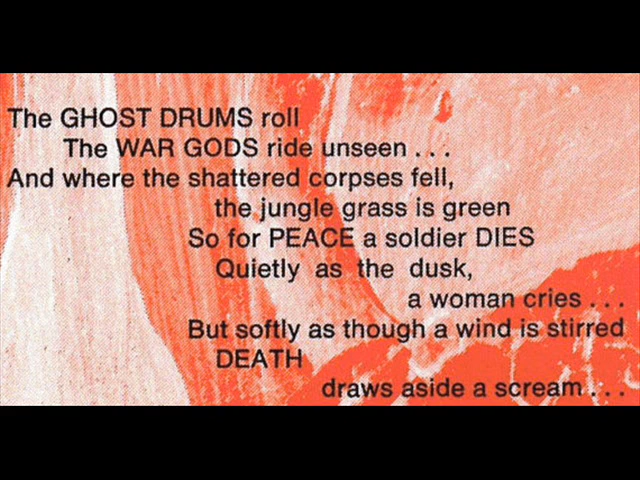 The GHOST DRUMS roll
The WAR GODS ride unseen . . .
And where the shattered corpses fell,
the jungle grass is green
So for PEACE a soldier DIES
Quietly as the dusk,
a woman cries . . .
But softly as though a wind is stirred
DEATH
draws aside a scream . . .